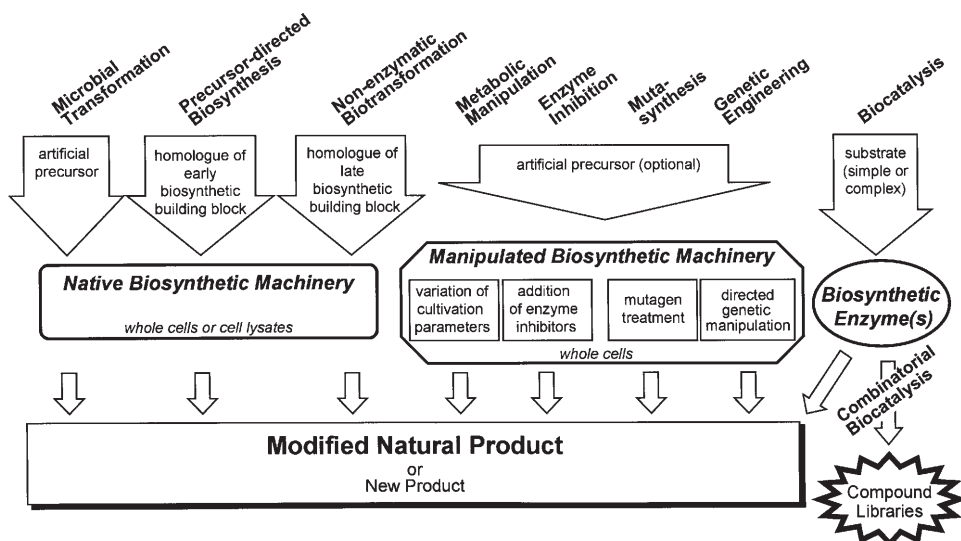 Microbial
Transformation
Precursor-directed
Biosynthesis
Non-enzymatic
Biotransformation
Metabolic
Manipulation
Enzyme
Inhibition
Muta-
synthesis
Genetic
Engineering
Biocatalysis
artificial
precursor
homologue of
early
biosynthetic
building block
homologue of
late
biosynthetic
building block
artificial precursor (optional)
substrate
(simple or
complex)
Native Biosynthetic Machinery
whole cells or cell lysates
Manipulated Biosynthetic Machinery
variation of
cultivation
parameters
addition
of enzyme
inhibitors
mutagen
treatment
directed
genetic
manipulation
whole cells
Biosynthetic
Enzyme(s)
Combinatorial
Biocatalysis
Modified Natural Product
or
New Product
Compound
Libraries